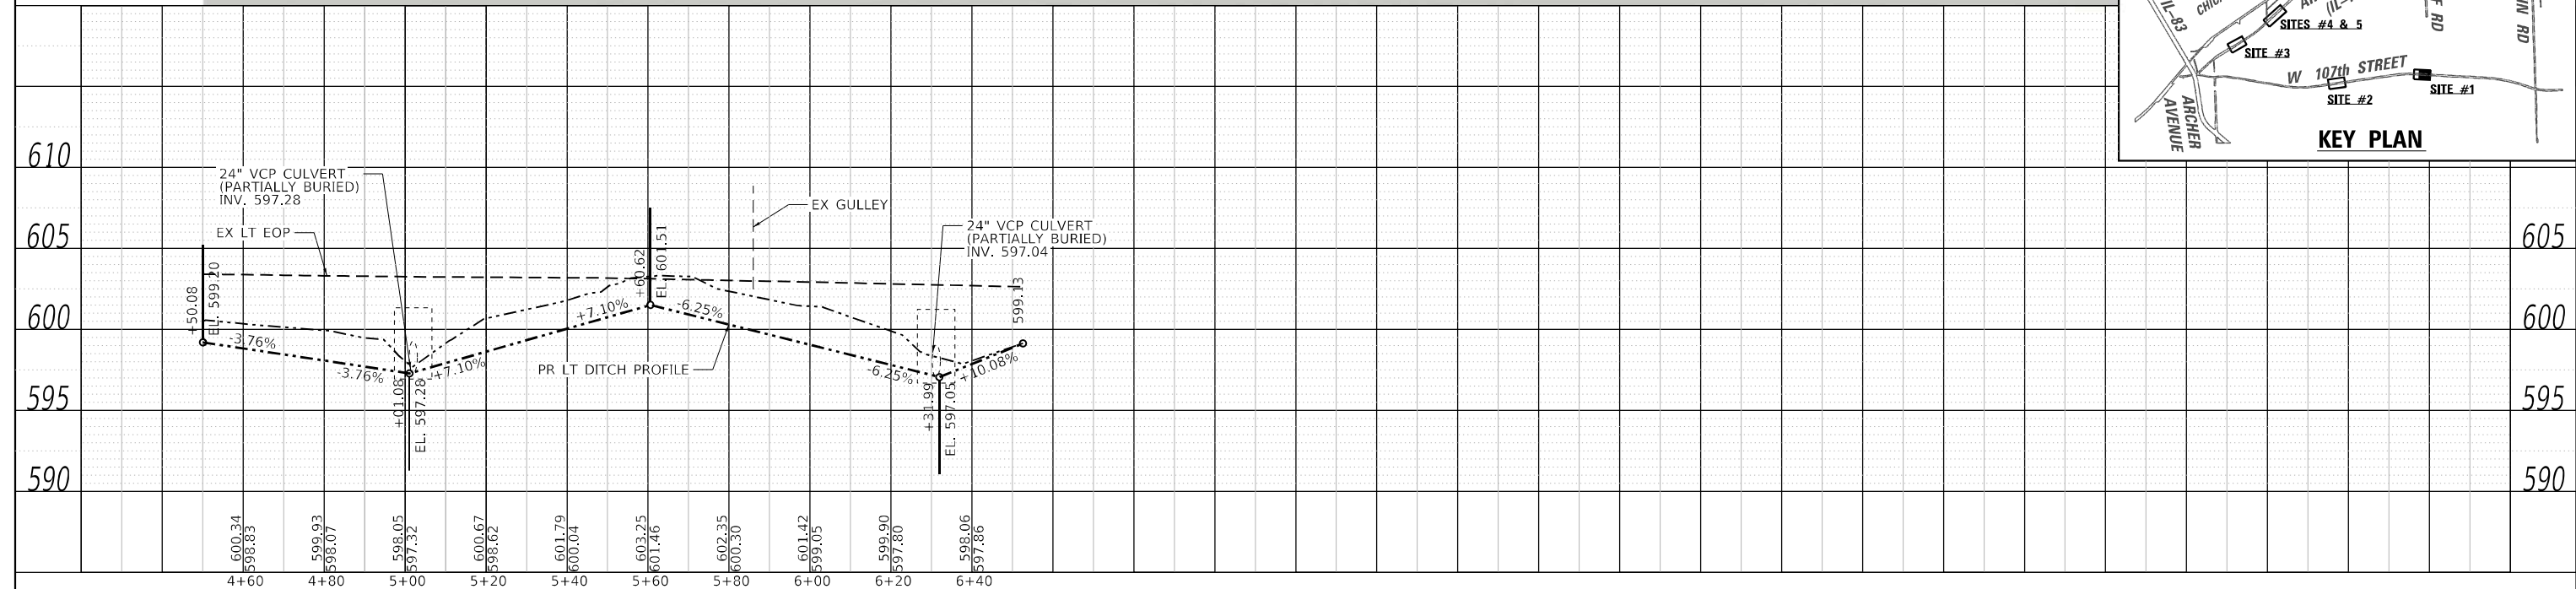 IL-83
SITES #4 & 5
F RD
SITE #3
W 107th STREET
SITE #1
SITE #2
ARCHER
AVENUE
KEY PLAN
610
605
600
595
590
605
600
595
590
24" VCP CULVERT
(PARTIALLY BURIED)
INV. 597.28
EX LT EOP
EX GULLEY
24" VCP CULVERT
(PARTIALLY BURIED)
INV. 597.04
+50.08
EL. 599.20
+60.62
EL. 601.51
599.13
-3.76%
-3.76%
+7.10%
+7.10%
-6.25%
-6.25%
+10.08%
PR LT DITCH PROFILE
+01.08
EL. 597.28
+31.99
EL. 597.05
600.34
598.83
599.93
598.07
598.05
597.32
600.67
598.62
601.79
600.04
603.25
601.46
602.35
600.30
601.42
599.05
599.90
597.80
598.06
597.86
4+60
4+80
5+00
5+20
5+40
5+60
5+80
6+00
6+20
6+40